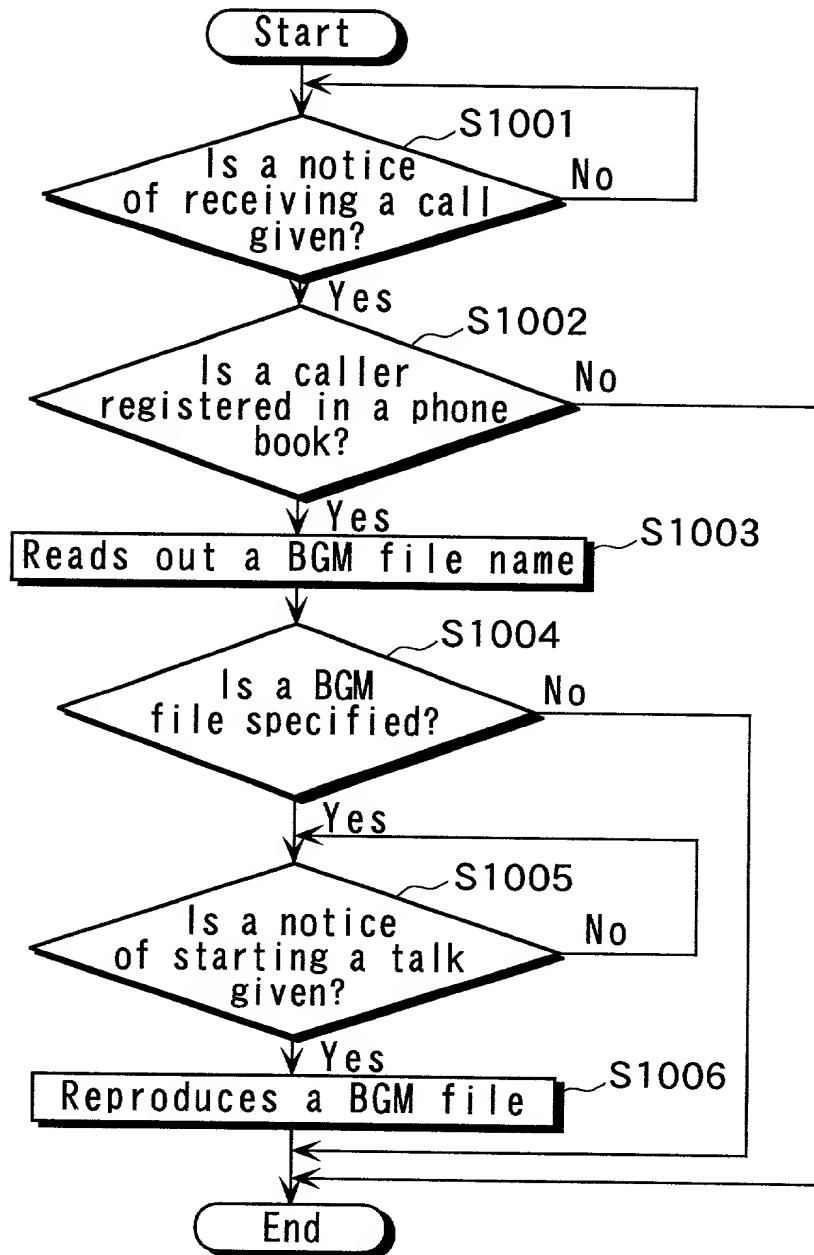 Start
S1001
Is a notice
of receiving a call
given?
No
Yes
S1002
Is a caller
registered in a phone
book?
No
Yes
S1003
Reads out a BGM file name
S1004
Is a BGM
file specified?
No
Yes
S1005
Is a notice
of starting a talk
given?
No
Yes
S1006
Reproduces a BGM file
End